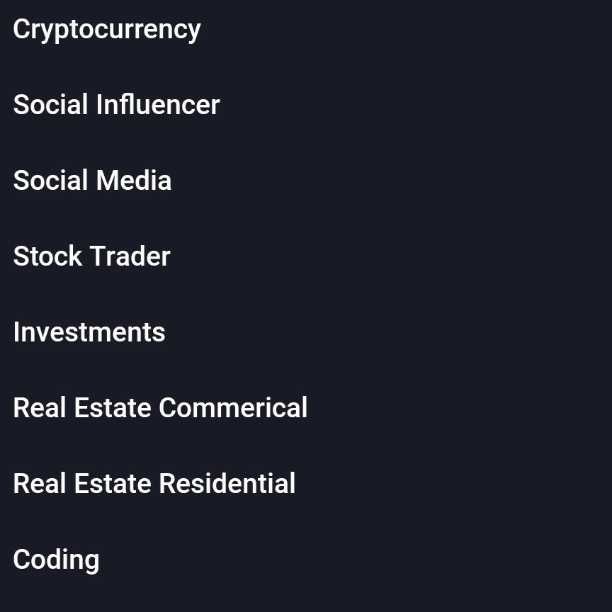 Cryptocurrency
Social Influencer
Social Media
Stock Trader
Investments
Real Estate Commerical
Real Estate Residential
Coding